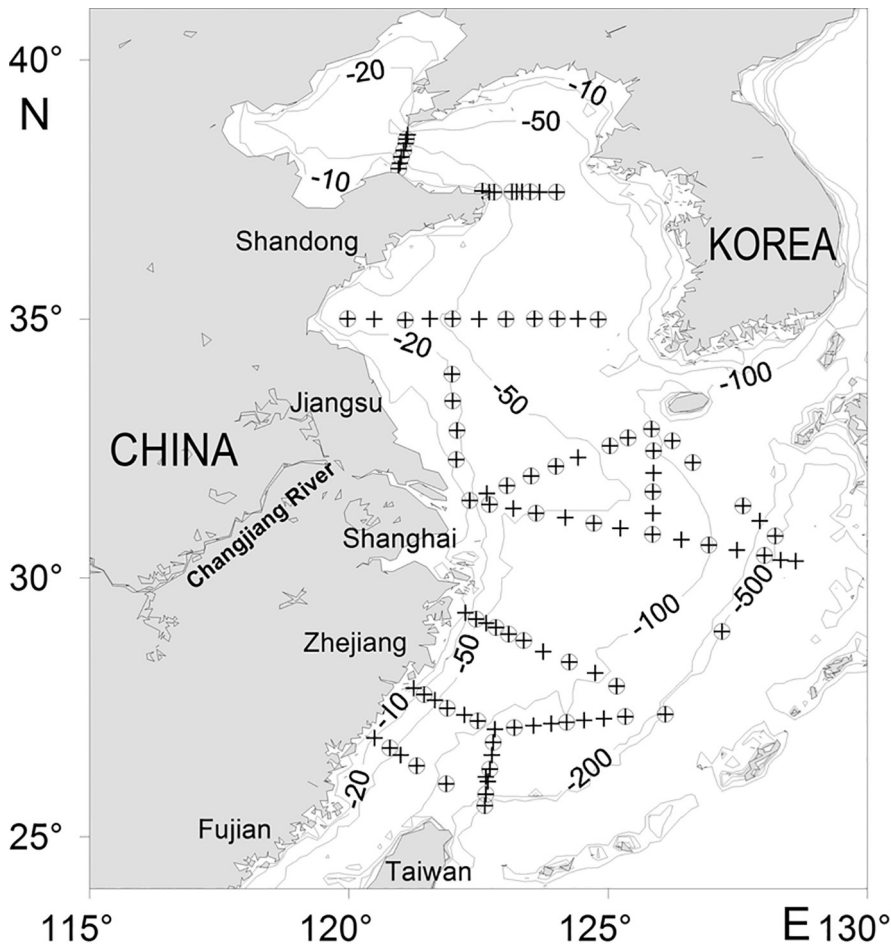 40°
-20
-10
N
-50
-10
Shandong
KOREA
35°
-20
-100
-50
Jiangsu
CHINA
Changjiang River
Shanghai
30°
-500
-100
Zhejiang
-50
-10
-200
-20
25°
Fujian
Taiwan
115°
120°
125°
E
130°